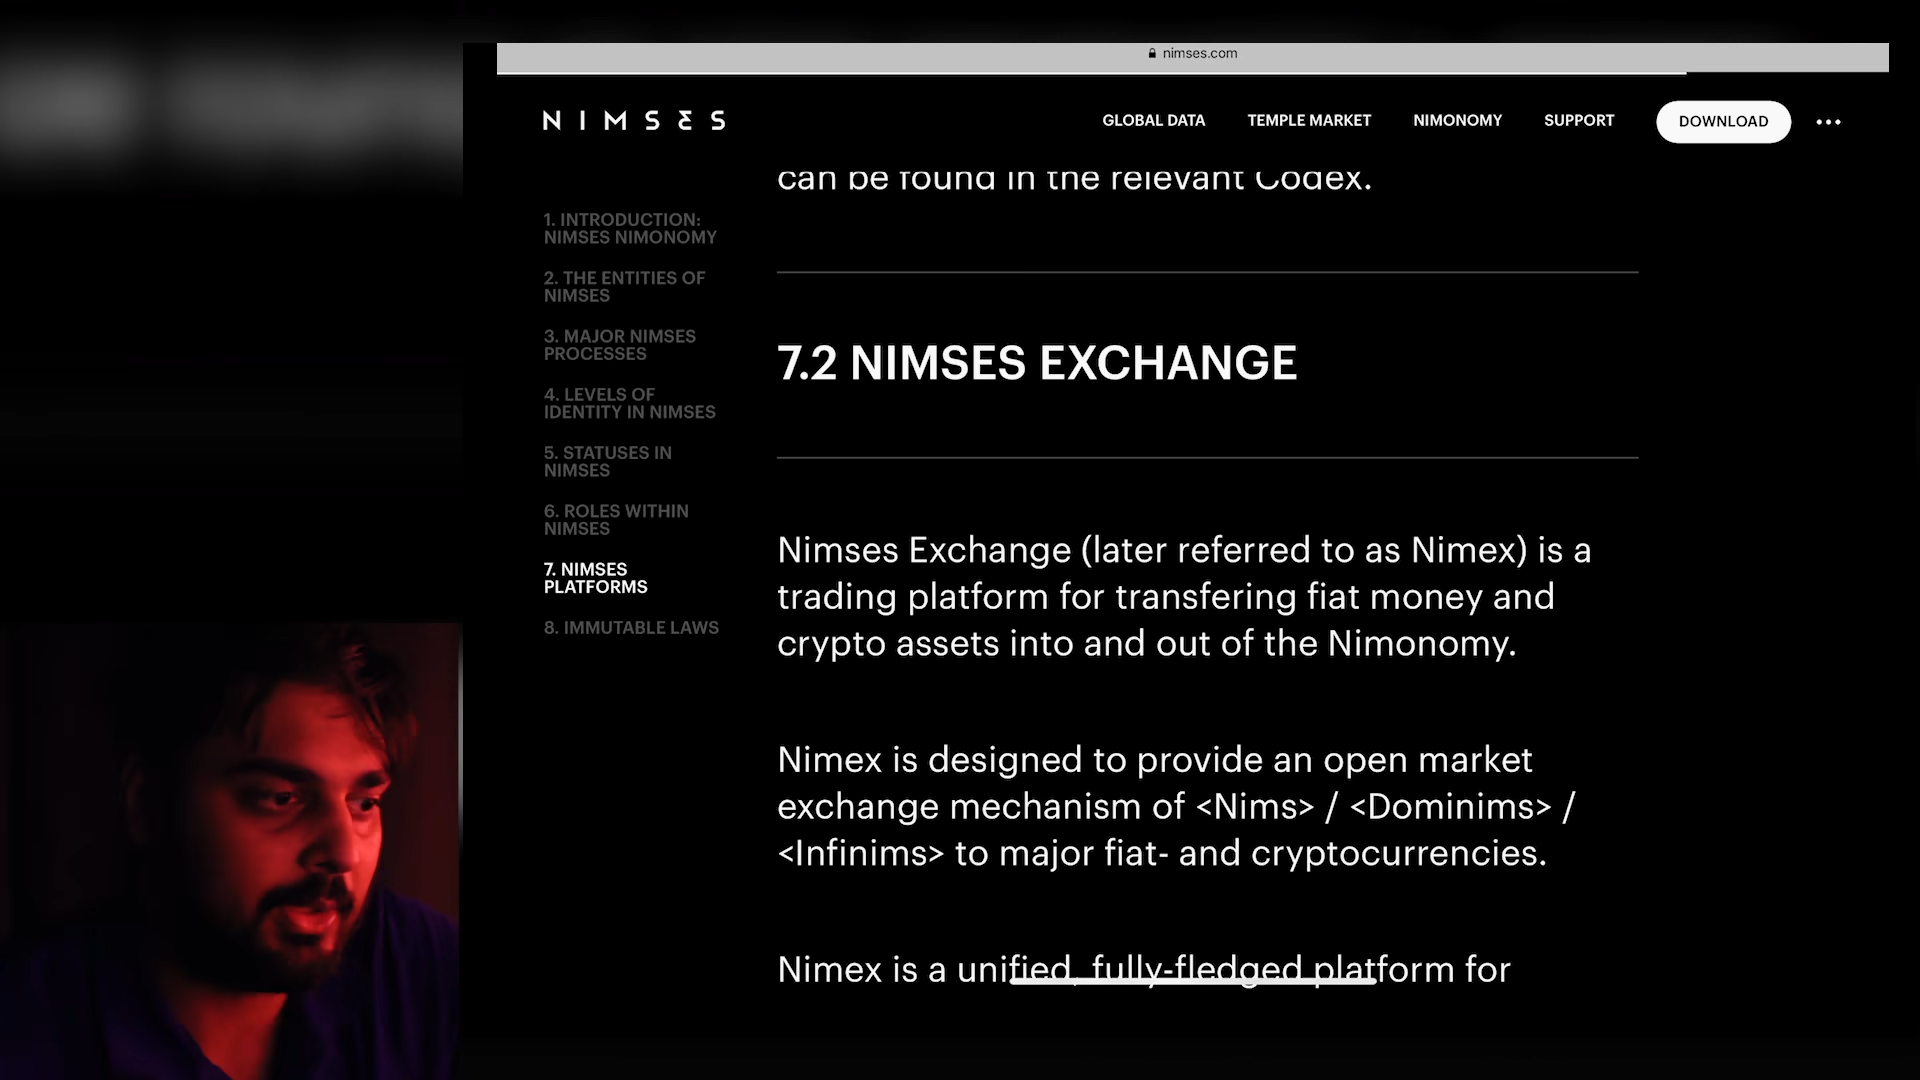 nimses.com
NIMSES
GLOBAL DATA
TEMPLE MARKET
NIMONOMY
SUPPORT
DOWNLOAD
can be found in the relevant Codex.
1. INTRODUCTION:
NIMSES NIMONOMY
2. THE ENTITIES OF
NIMSES
3. MAJOR NIMSES
PROCESSES
4. LEVELS OF
IDENTITY IN NIMSES
5. STATUSES IN
NIMSES
6. ROLES WITHIN
NIMSES
7. NIMSES
PLATFORMS
8. IMMUTABLE LAWS
7.2 NIMSES EXCHANGE
Nimses Exchange (later referred to as Nimex) is a
trading platform for transfering fiat money and
crypto assets into and out of the Nimonomy.
Nimex is designed to provide an open market
exchange mechanism of <Nims> / <Dominims> /
<Infinims> to major fiat- and cryptocurrencies.
Nimex is a unified, fully-fledged platform for